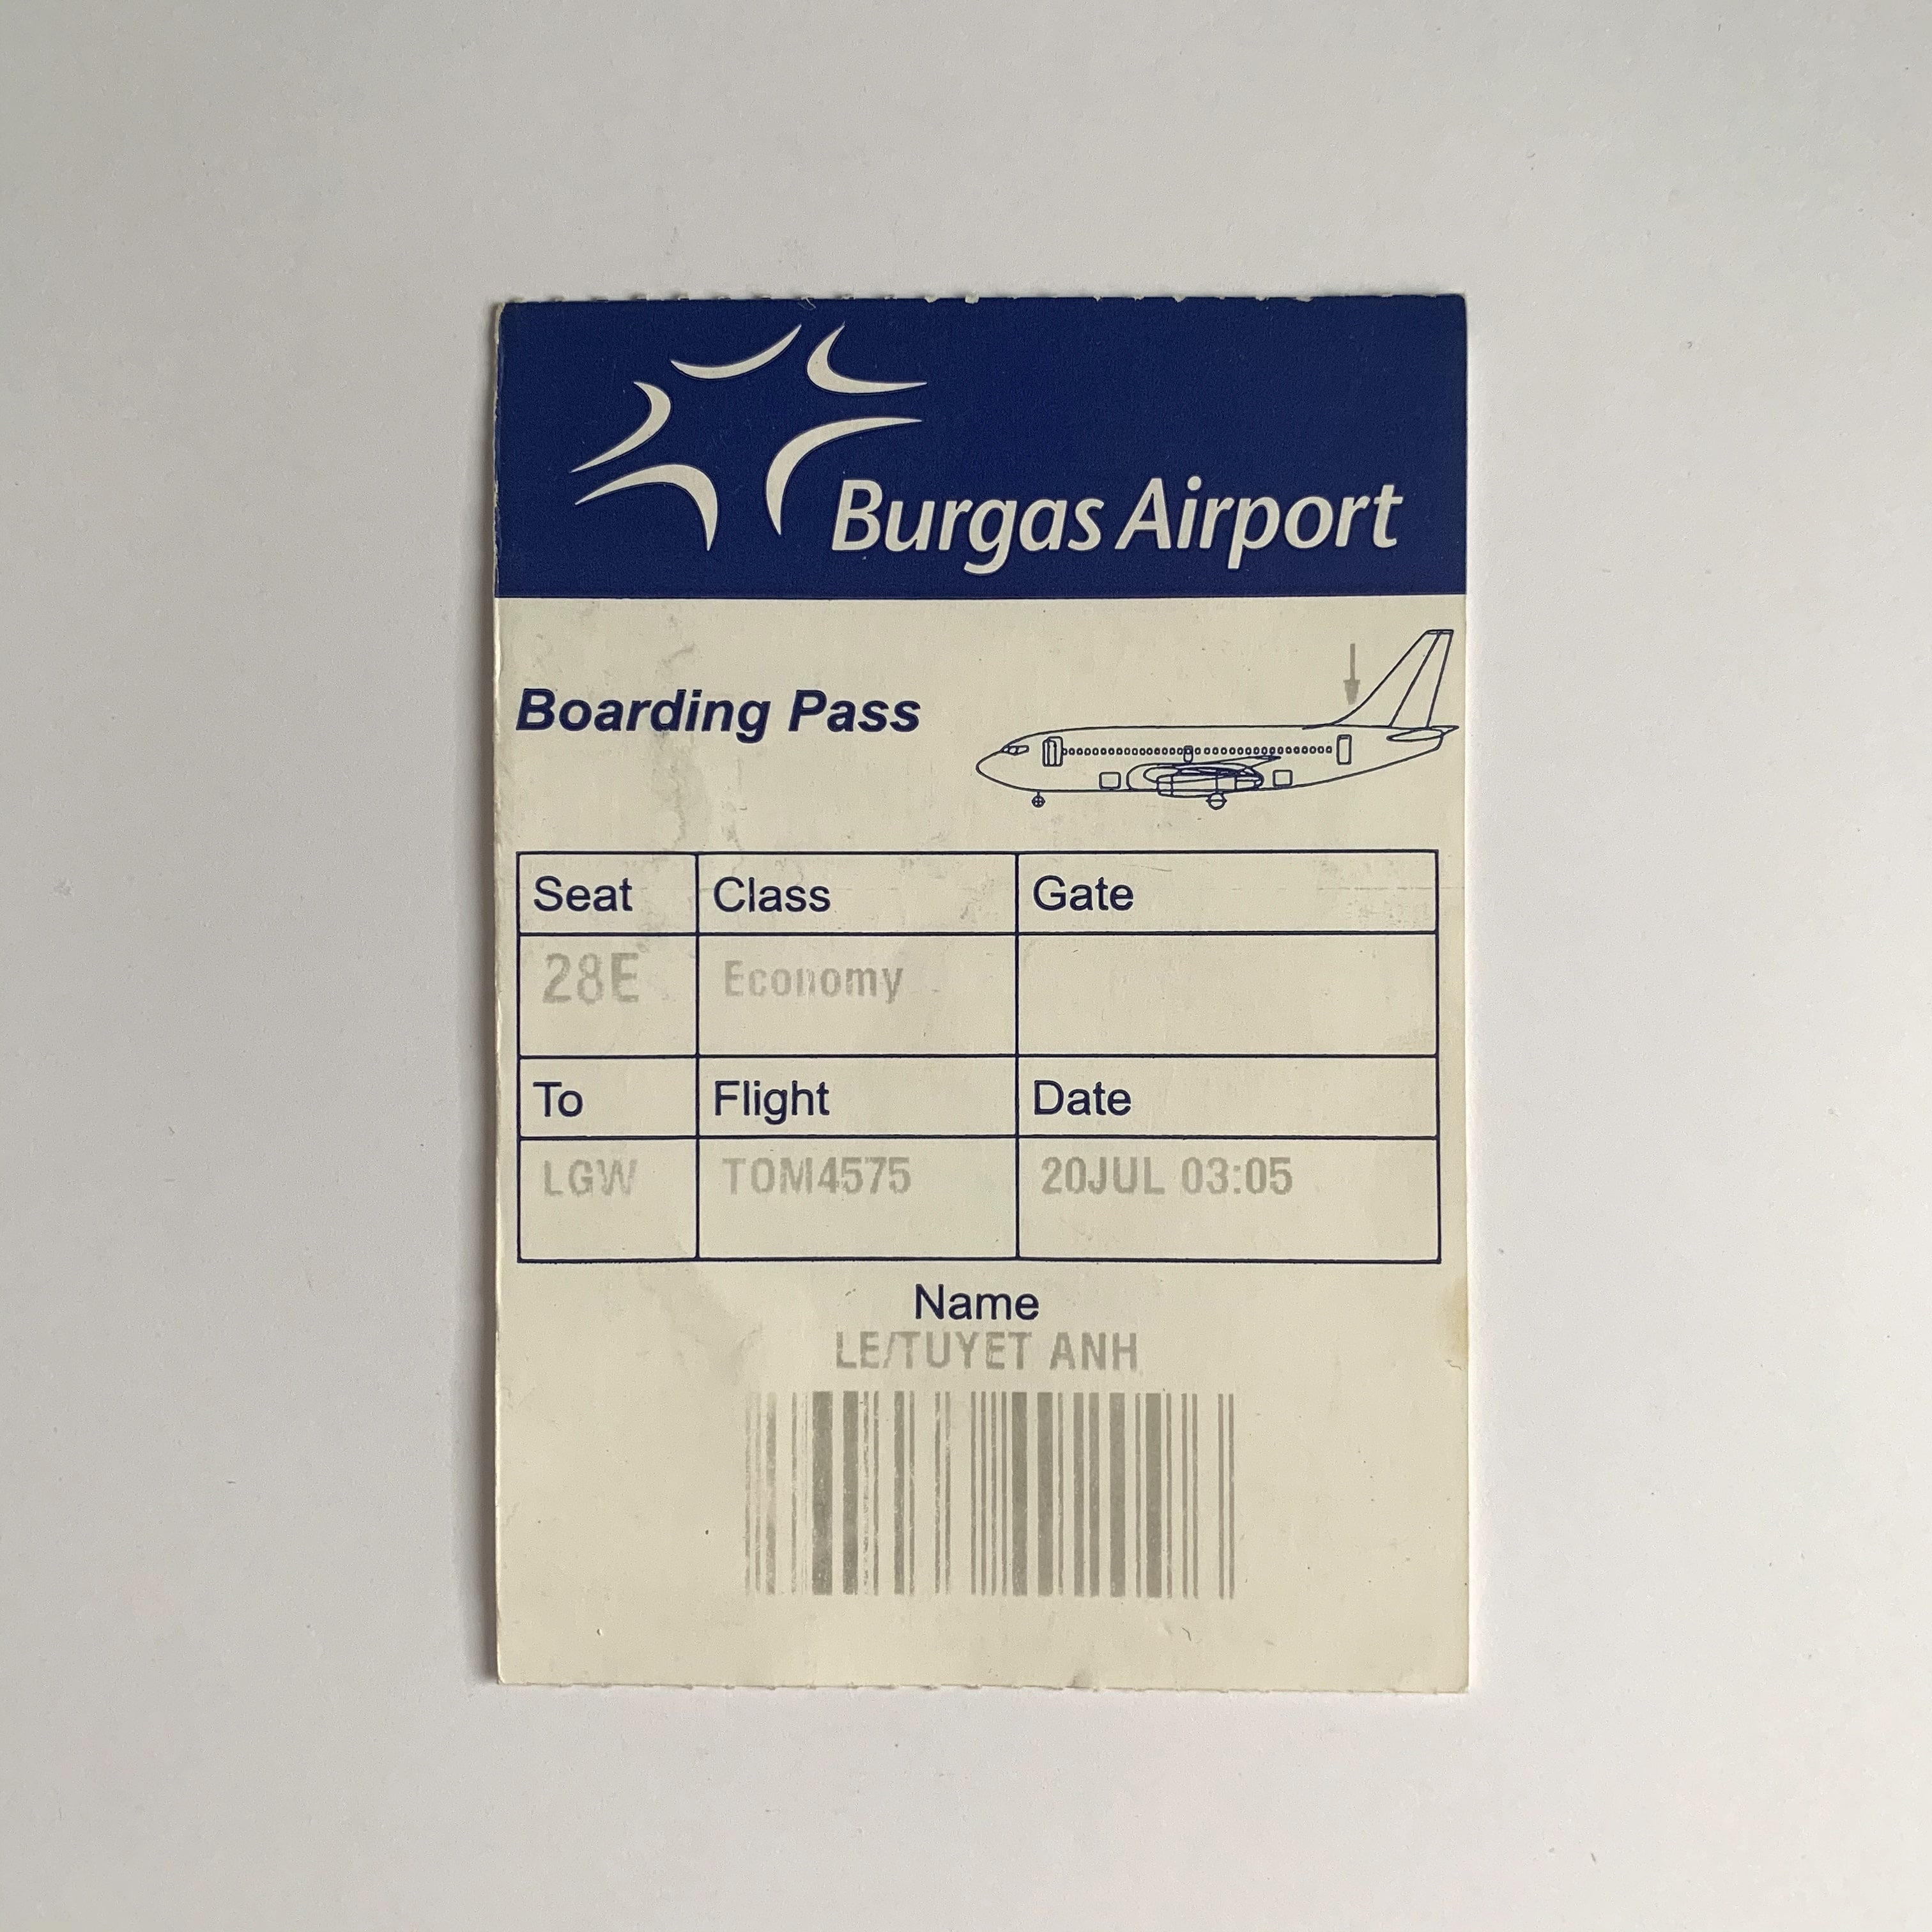 Burgas Airport
Boarding Pass
Seat Class Gate
28E Economy
To Flight Date
LGW TOM4575 20JUL 03:05
Name
LE/TUYET ANH